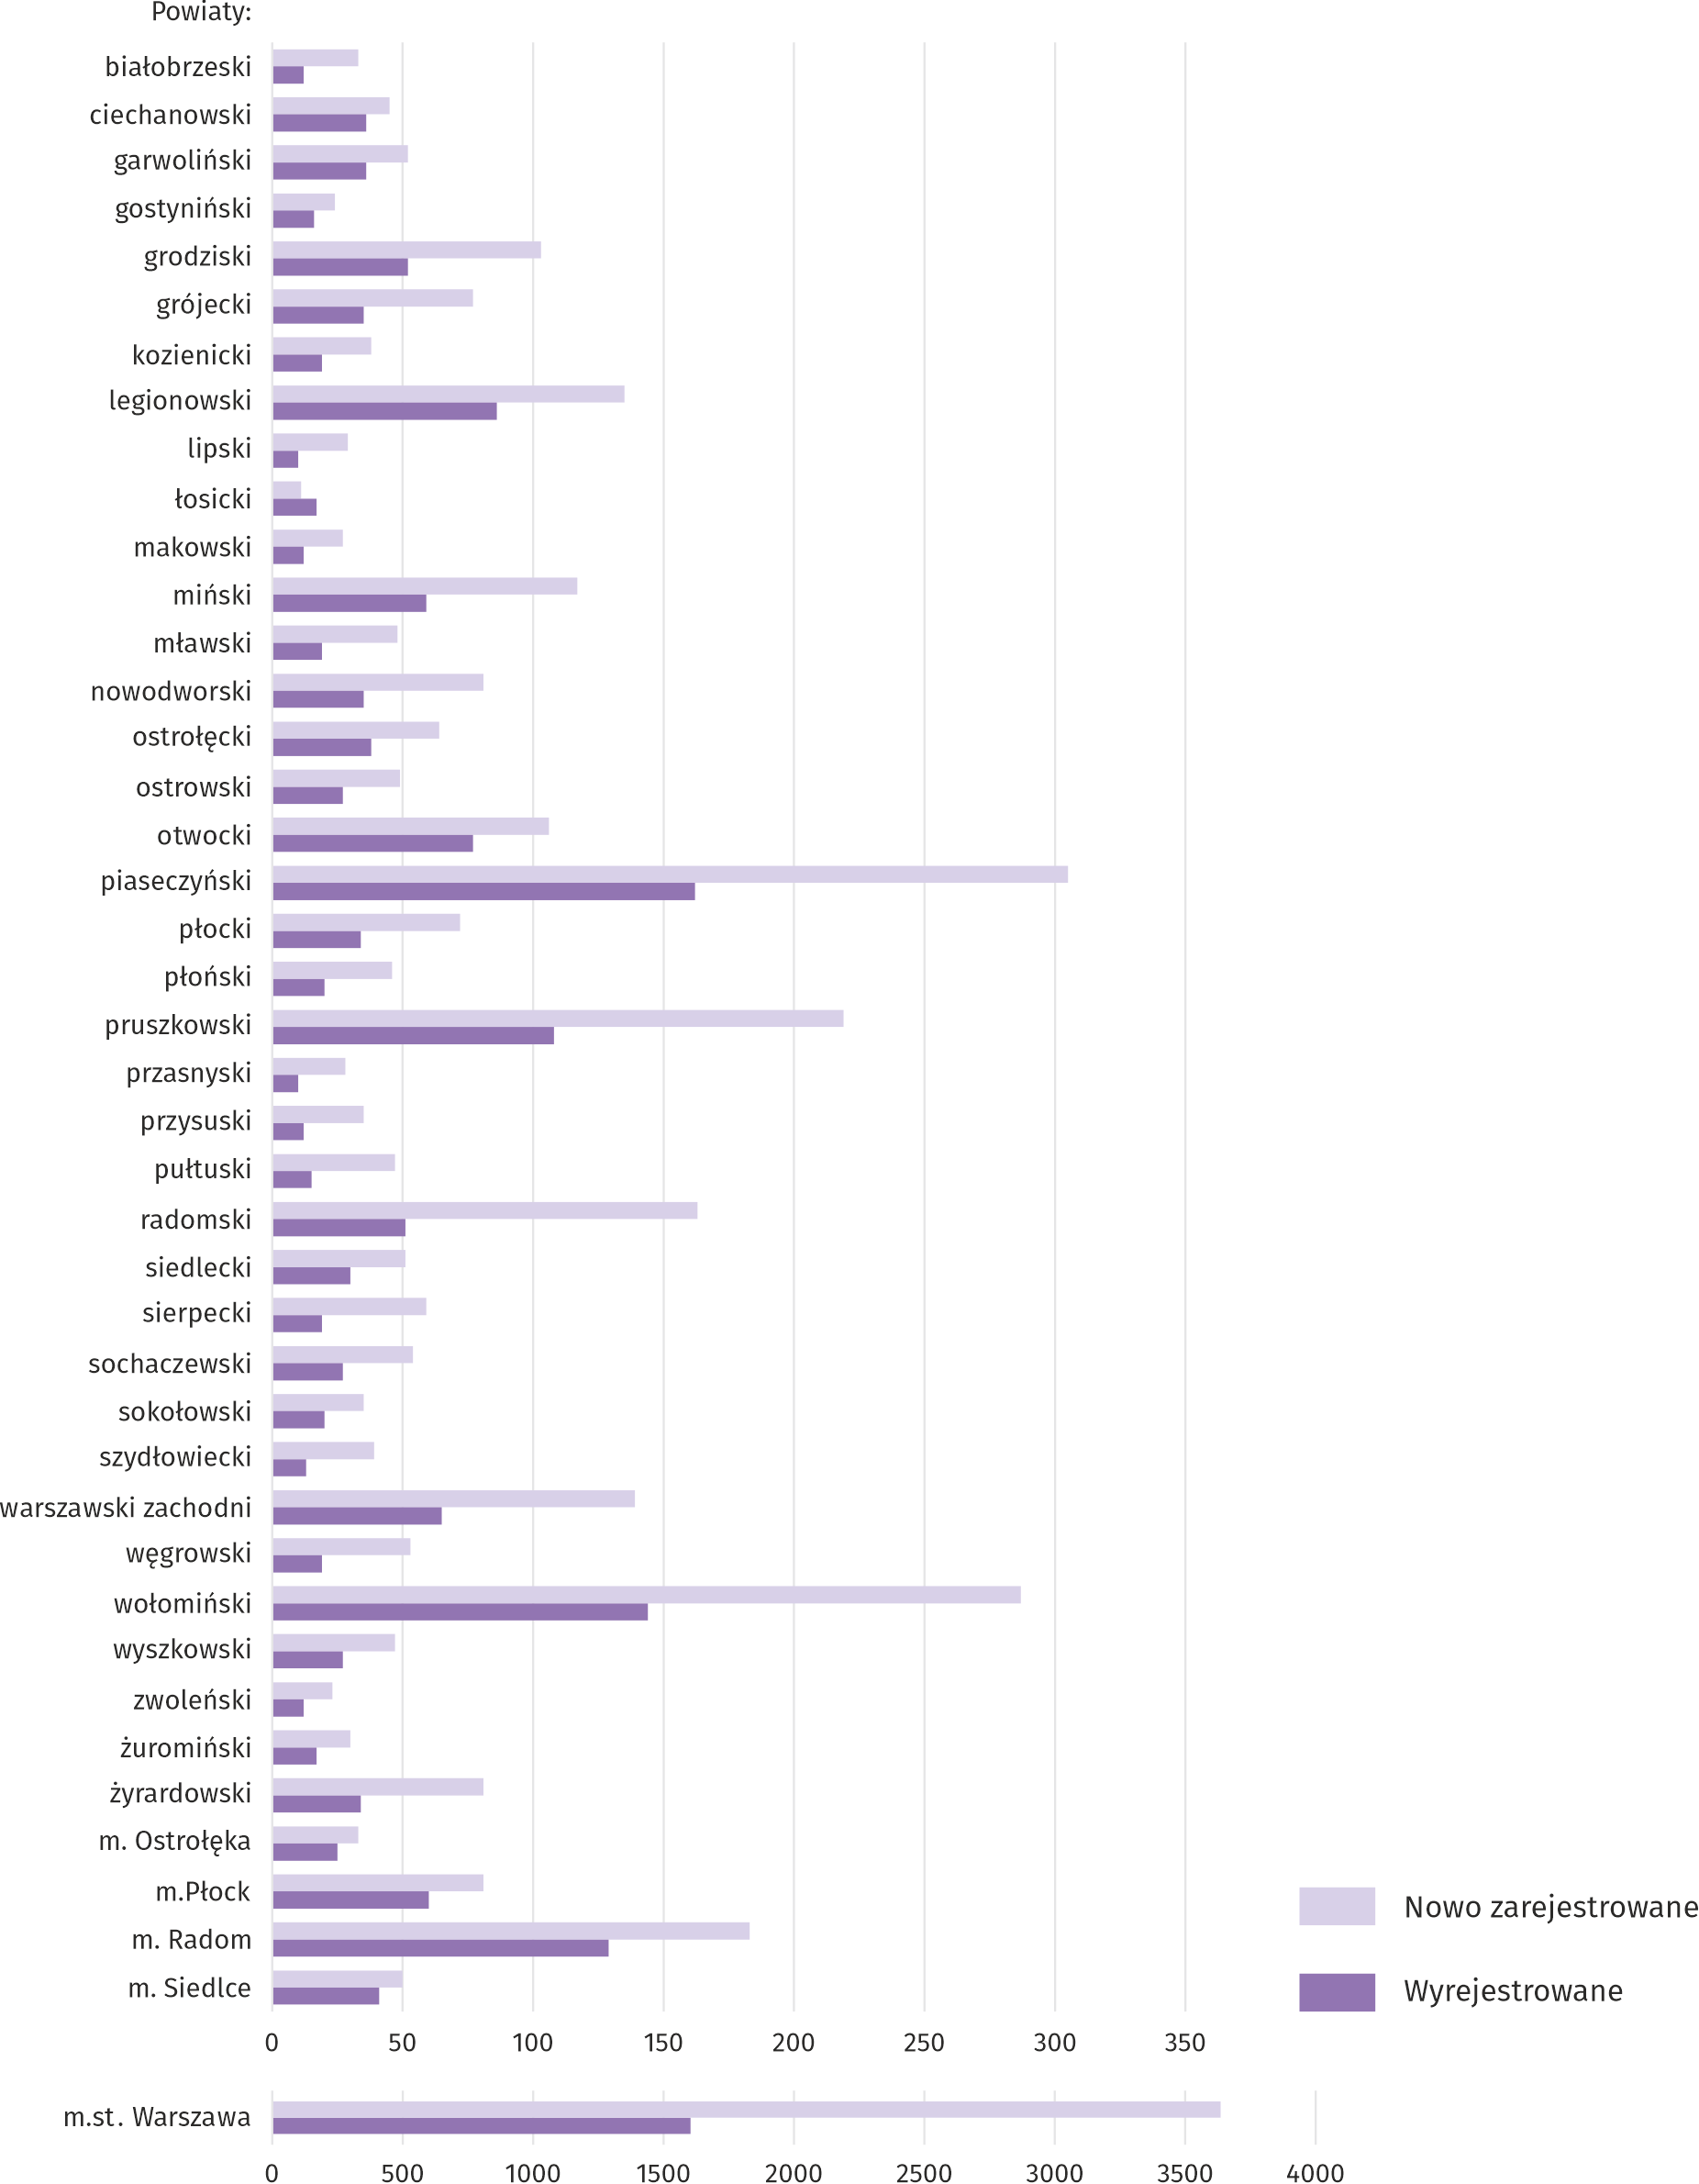 Powiaty:
białobrzeski
ciechanowski
garwoliński
gostyniński
grodziski
grójecki
kozienicki
legionowski
lipski
łosicki
makowski
miński
mławski
nowodworski
ostrołęcki
ostrowski
otwocki
piaseczyński
płocki
płoński
pruszkowski
przasnyski
przysuski
pułtuski
radomski
siedlecki
sierpecki
sochaczewski
sokołowski
szydłowiecki
warszawski zachodni
węgrowski
wołomiński
wyszkowski
zwoleński
żuromiński
żyrardowski
m. Ostrołęka
m.Płock
m. Radom
m. Siedlce
Nowo zarejestrowane
Wyrejestrowane
0 50 100 150 200 250 300 350
m.st. Warszawa
0 500 1000 1500 2000 2500 3000 3500 4000